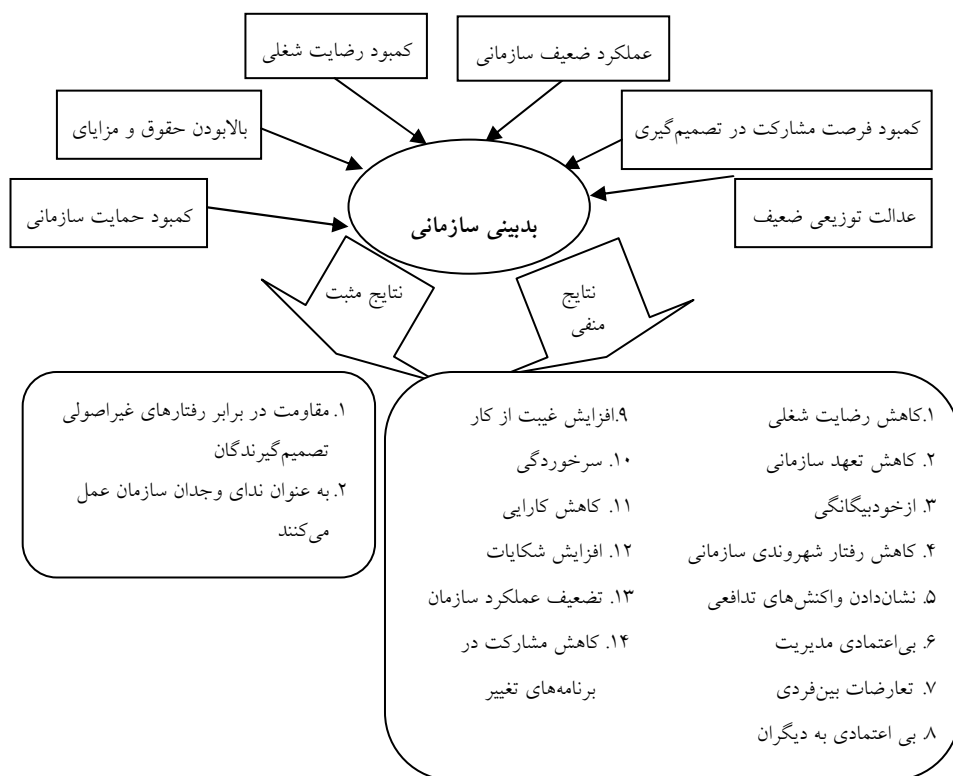 عملکرد ضعیف سازمانی
کمبود رضایت شغلی
کمبود فرصت مشارکت در تصمیم‌گیری
بالابودن حقوق و مزایای
عدالت توزیعی ضعیف
کمبود حمایت سازمانی
بدبینی سازمانی
نتایج
منفی
نتایج مثبت
۱.کاهش رضایت شغلی
۲. کاهش تعهد سازمانی
۳. ازخودبیگانگی
۴. کاهش رفتار شهروندی سازمانی
۵. نشان‌دادن واکنش‌های تدافعی
۶. بی‌اعتمادی مدیریت
۷. تعارضات بین‌فردی
۸. بی اعتمادی به دیگران
۹.افزایش غیبت از کار
۱۰. سرخوردگی
۱۱. کاهش کارایی
۱۲. افزایش شکایات
۱۳. تضعیف عملکرد سازمان
۱۴. کاهش مشارکت در
برنامه‌های تغییر
۱. مقاومت در برابر رفتارهای غیراصولی
تصمیم‌گیرندگان
۲. به عنوان ندای وجدان سازمان عمل
می‌کنند